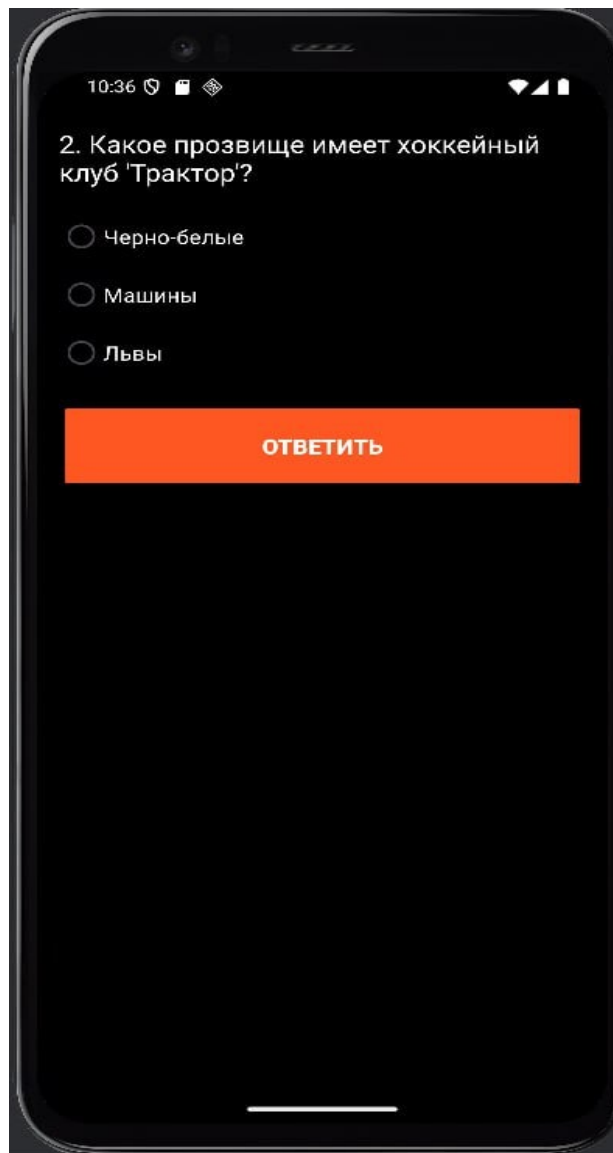 10:36
2. Какое прозвище имеет хоккейный
клуб 'Трактор'?
Черно-белые
Машины
Львы
ОТВЕТИТЬ